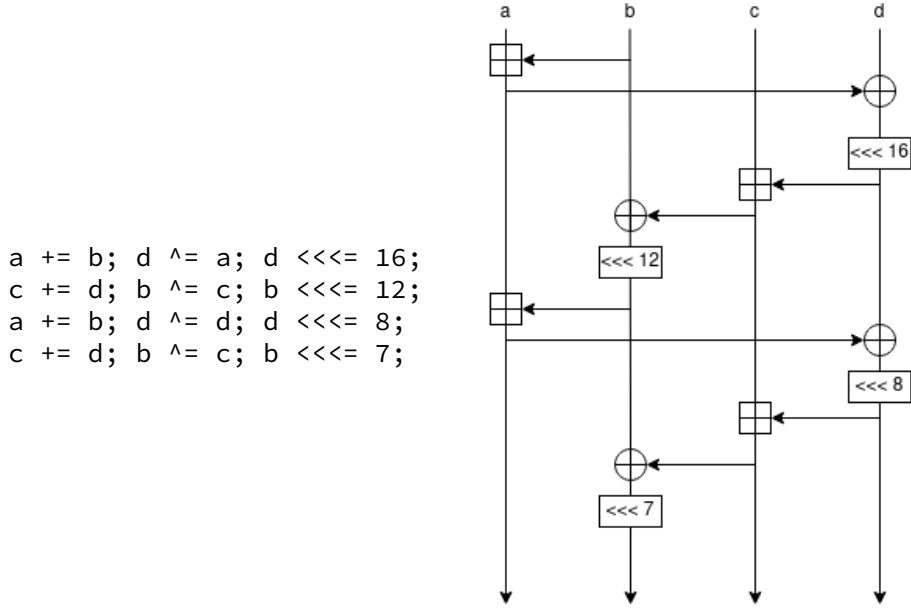 a b c d
<<< 16
<<< 12
a += b; d ^= a; d <<<= 16;
c += d; b ^= c; b <<<= 12;
a += b; d ^= d; d <<<= 8;
c += d; b ^= c; b <<<= 7;
<<< 8
<<< 7